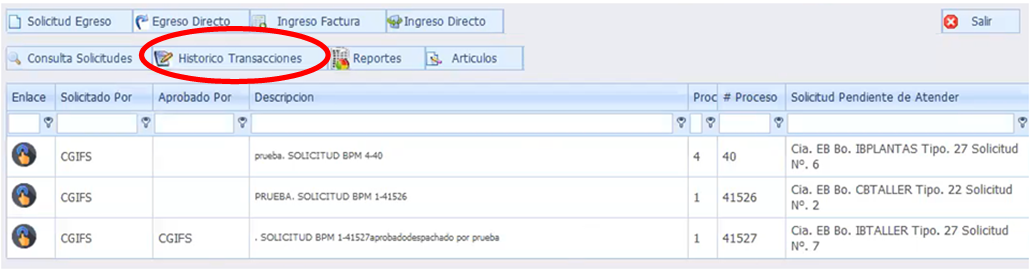 Solicitud Egreso Egreso Directo Ingreso Factura Ingreso Directo Salir
Consulta Solicitudes Historico Transacciones Reportes Articulos
Enlace Solicitado Por Aprobado Por Descripcion Proc # Proceso Solicitud Pendiente de Atender
CGIFS prueba. SOLICITUD BPM 4-40 4 40 Cia. EB Bo. IBPLANTAS Tipo. 27 Solicitud
Nº. 6
CGIFS PRUEBA. SOLICITUD BPM 1-41526 1 41526 Cia. EB Bo. CBTALLER Tipo. 22 Solicitud
Nº. 2
CGIFS CGIFS . SOLICITUD BPM 1-41527aprobadodespachado por prueba 1 41527 Cia. EB Bo. IBTALLER Tipo. 27 Solicitud
Nº. 7